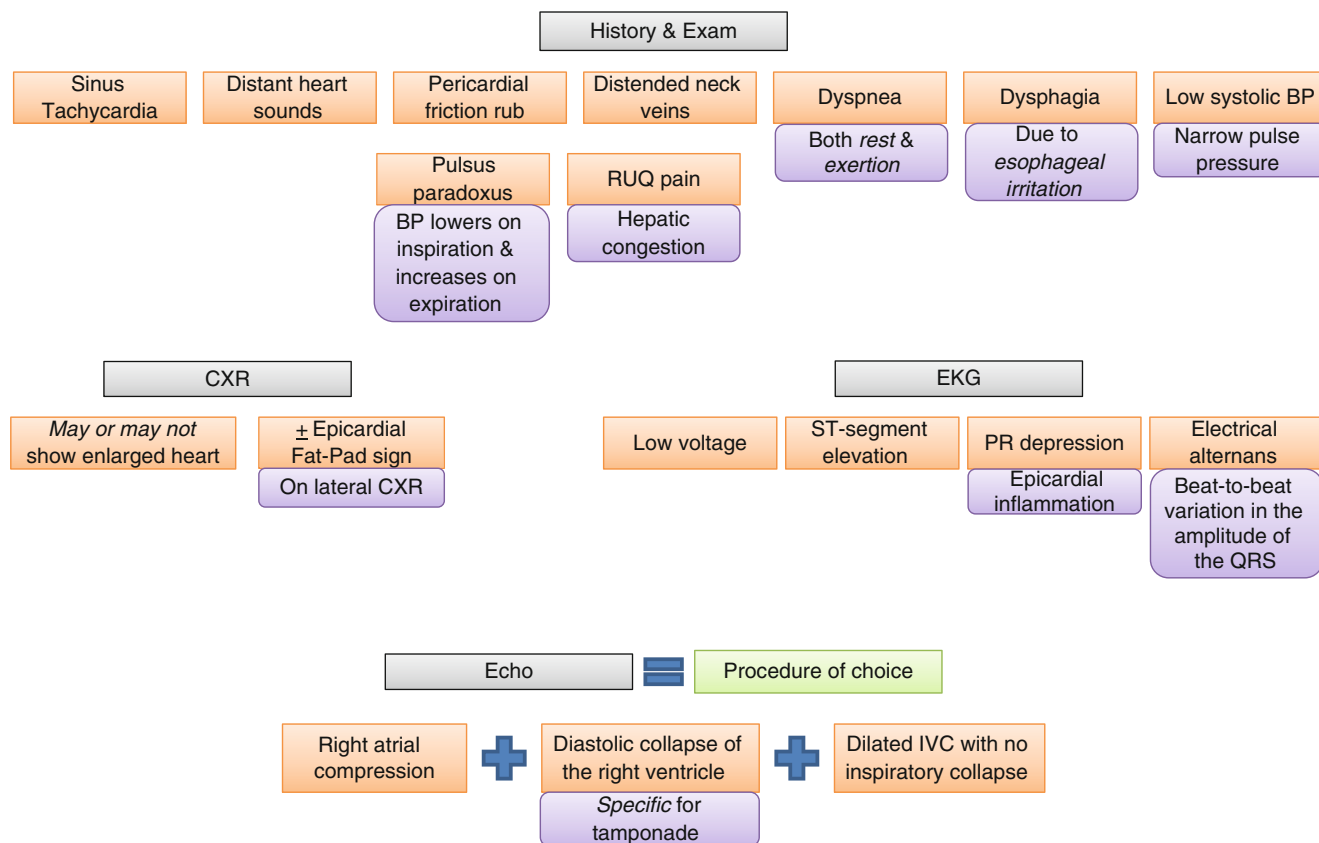 History & Exam
Sinus
Tachycardia
Distant heart
sounds
Pericardial
friction rub
Distended neck
veins
Dyspnea
Both rest &
exertion
Dysphagia
Due to
esophageal
irritation
Low systolic BP
Narrow pulse
pressure
Pulsus
paradoxus
BP lowers on
inspiration &
increases on
expiration
RUQ pain
Hepatic
congestion
CXR
May or may not
show enlarged heart
± Epicardial
Fat-Pad sign
On lateral CXR
EKG
Low voltage
ST-segment
elevation
PR depression
Epicardial
inflammation
Electrical
alternans
Beat-to-beat
variation in the
amplitude of
the QRS
Echo
Procedure of choice
Right atrial
compression
Diastolic collapse of
the right ventricle
Specific for
tamponade
Dilated IVC with no
inspiratory collapse